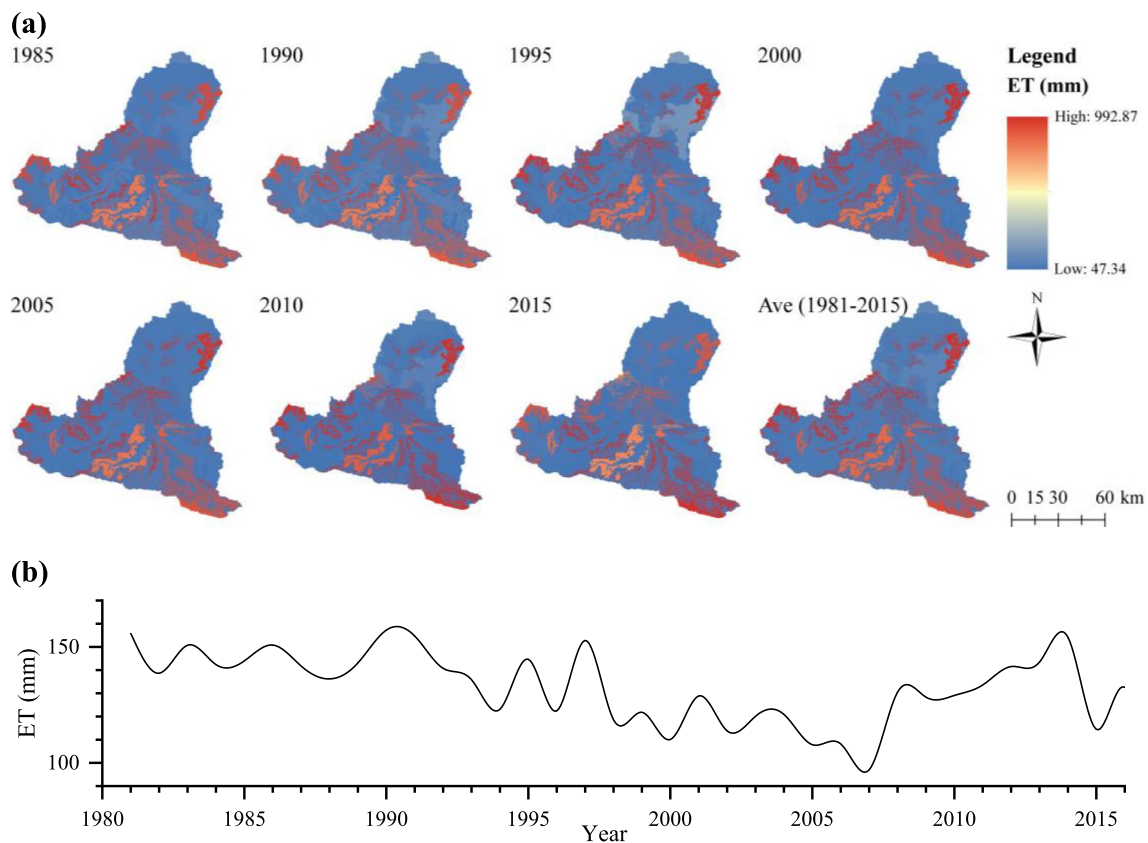 (a)
1985 1990 1995 2000
Legend
ET (mm)
High: 992.87
Low: 47.34
2005 2010 2015 Ave (1981-2015)
N
0 15 30 60 km
(b)
ET (mm)
150
100
1980 1985 1990 1995 2000 2005 2010 2015
Year